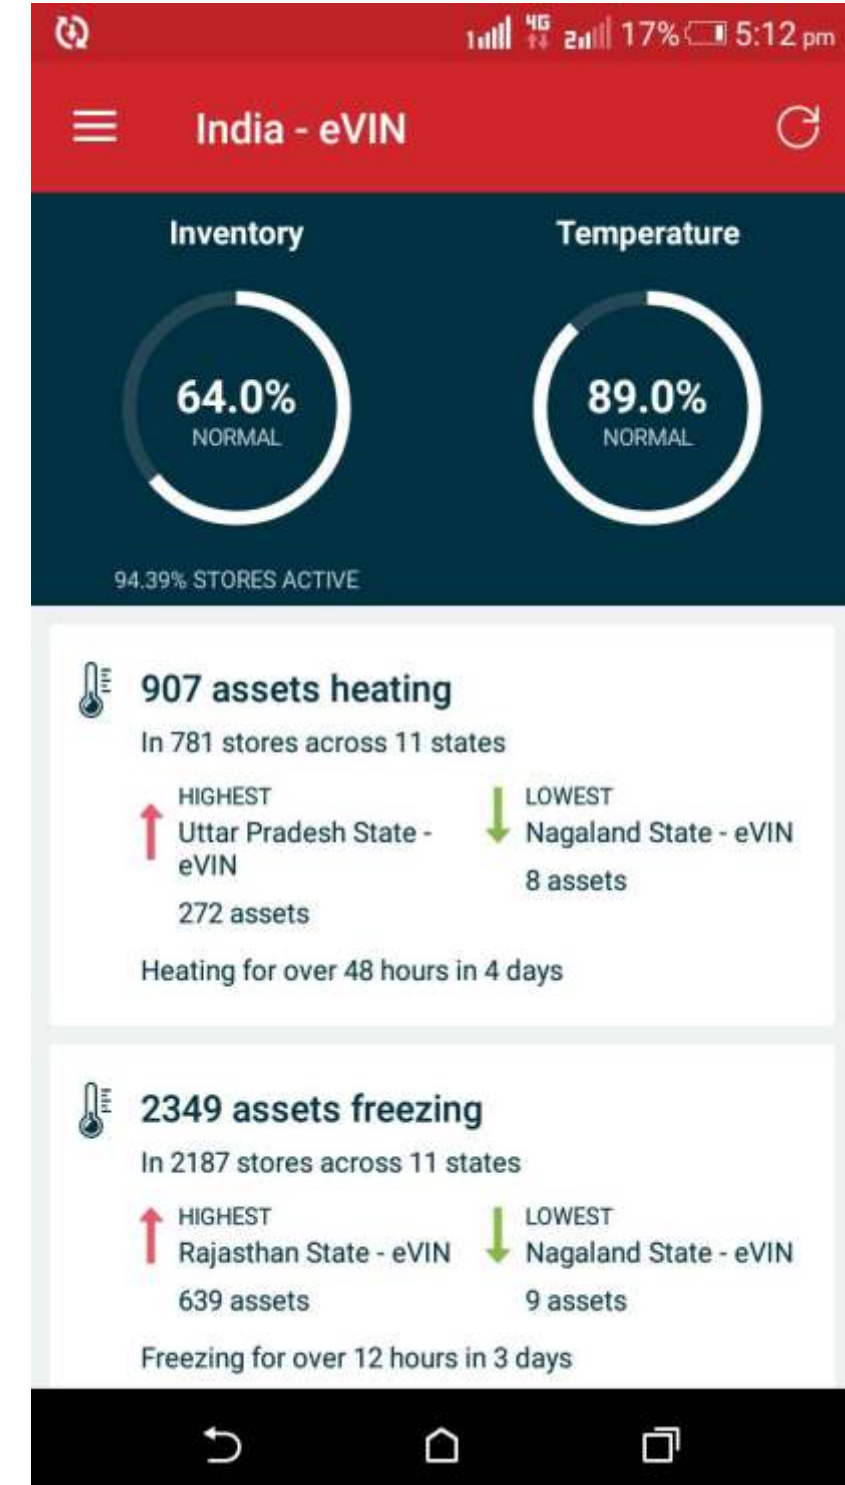 1 4G 2 17% 5:12 pm
India - eVIN
Inventory Temperature
64.0% 89.0%
NORMAL NORMAL
94.39% STORES ACTIVE
907 assets heating
In 781 stores across 11 states
HIGHEST
Uttar Pradesh State -
eVIN
272 assets
LOWEST
Nagaland State - eVIN
8 assets
Heating for over 48 hours in 4 days
2349 assets freezing
In 2187 stores across 11 states
HIGHEST
Rajasthan State - eVIN
639 assets
LOWEST
Nagaland State - eVIN
9 assets
Freezing for over 12 hours in 3 days